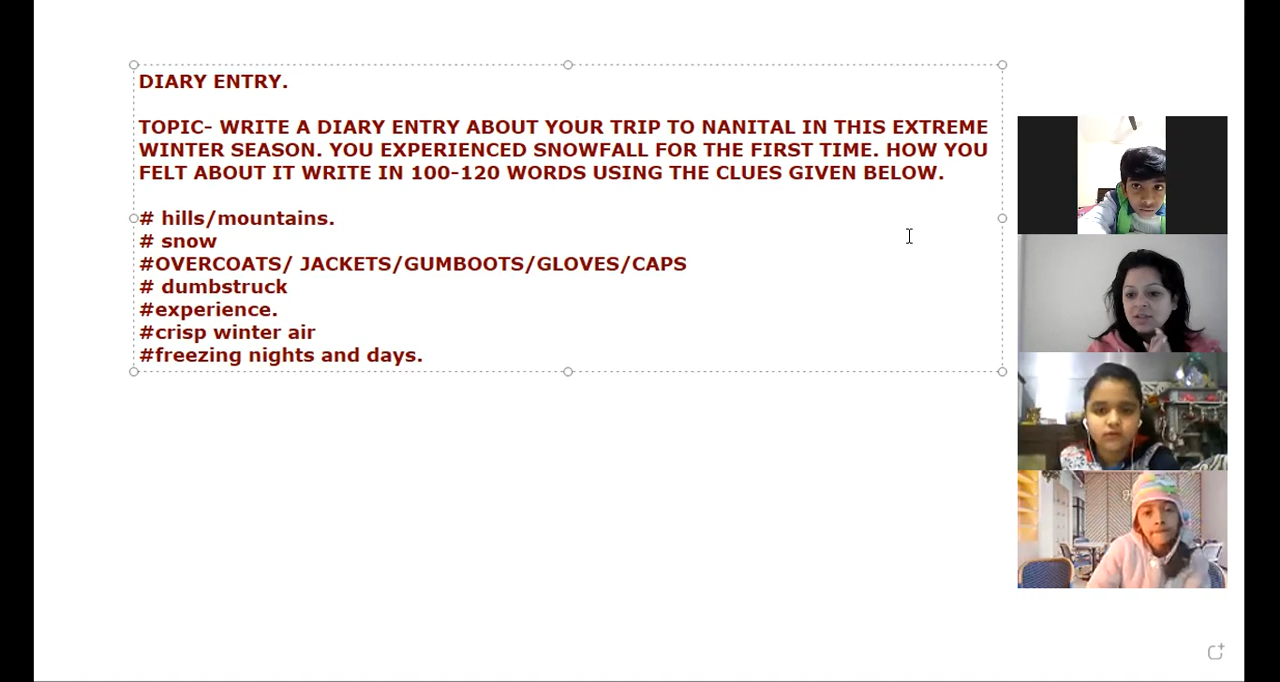 DIARY ENTRY.
TOPIC- WRITE A DIARY ENTRY ABOUT YOUR TRIP TO NANITAL IN THIS EXTREME
WINTER SEASON. YOU EXPERIENCED SNOWFALL FOR THE FIRST TIME. HOW YOU
FELT ABOUT IT WRITE IN 100-120 WORDS USING THE CLUES GIVEN BELOW.
# hills/mountains.
# snow
#OVERCOATS/ JACKETS/GUMBOOTS/GLOVES/CAPS
# dumbstruck
#experience.
#crisp winter air
#freezing nights and days.